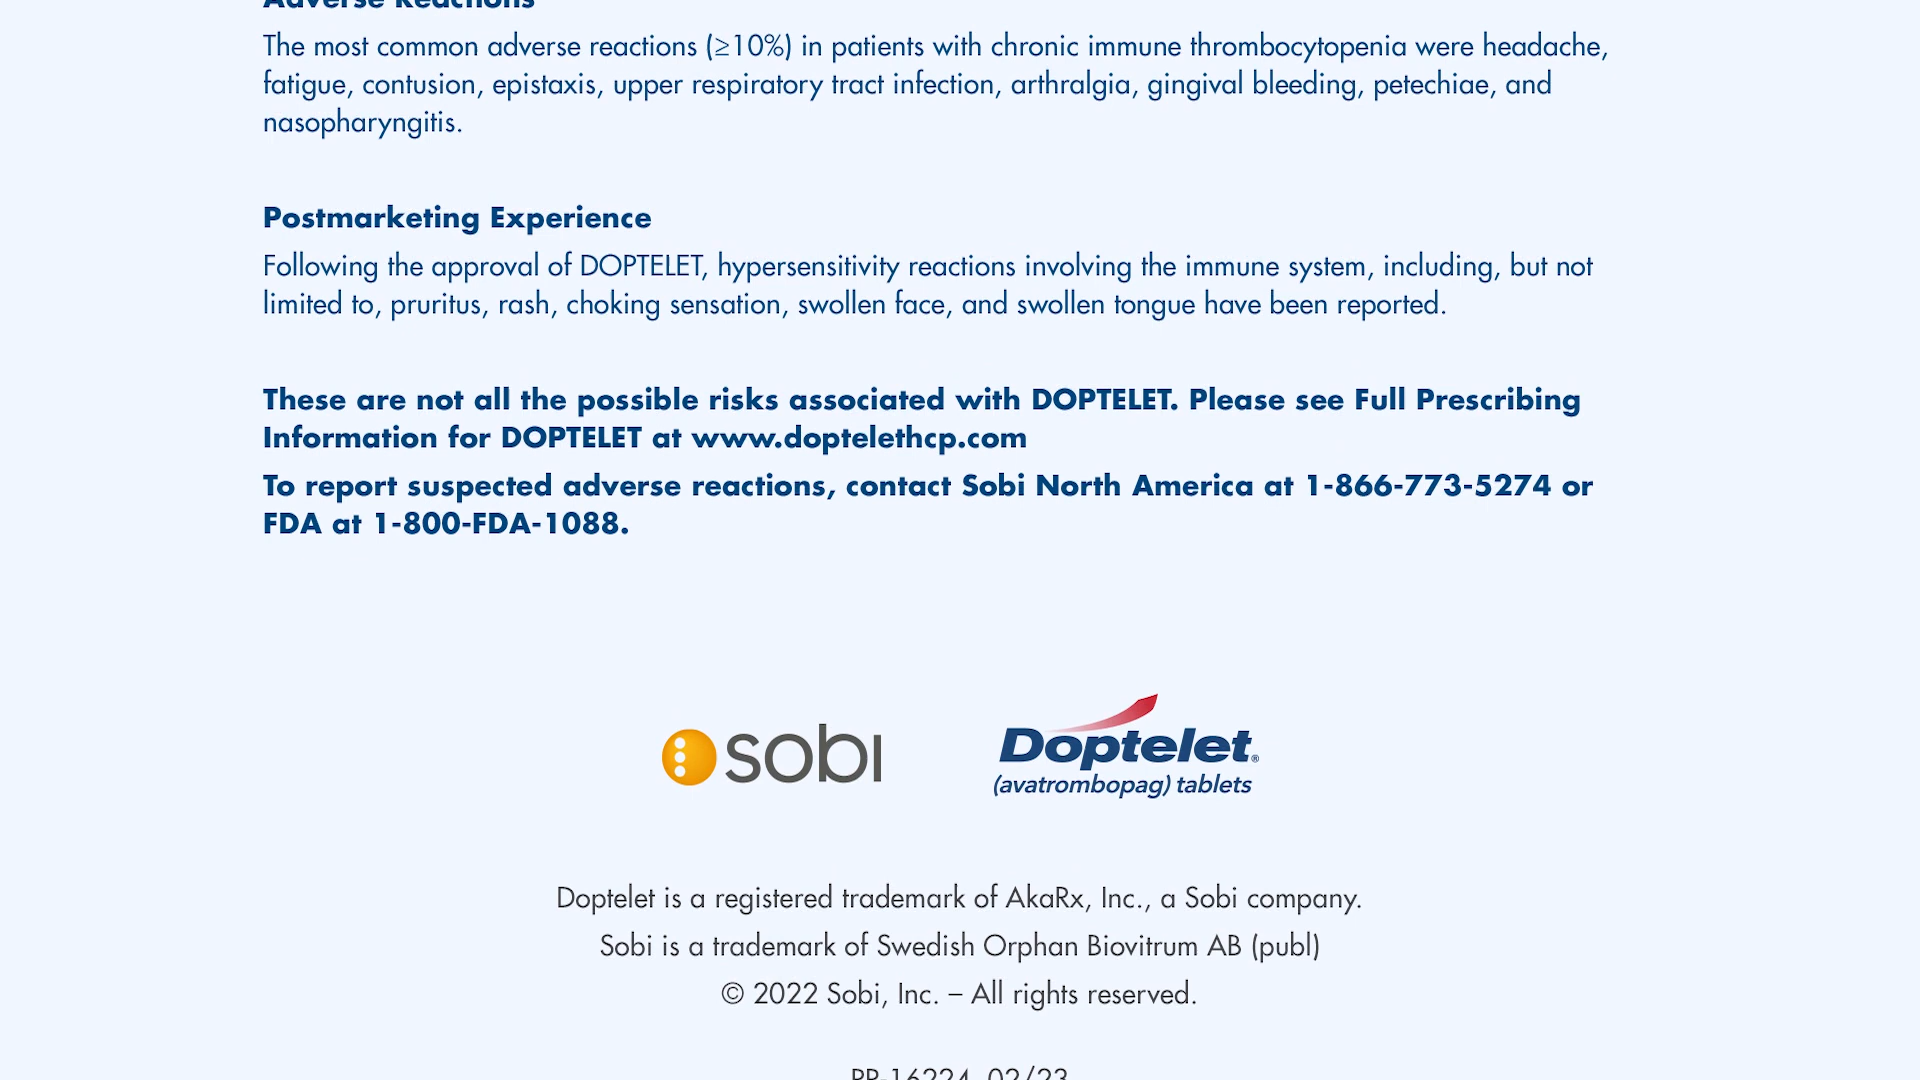 Adverse Reactions
The most common adverse reactions (≥10%) in patients with chronic immune thrombocytopenia were headache,
fatigue, contusion, epistaxis, upper respiratory tract infection, arthralgia, gingival bleeding, petechiae, and
nasopharyngitis.
Postmarketing Experience
Following the approval of DOPTELET, hypersensitivity reactions involving the immune system, including, but not
limited to, pruritus, rash, choking sensation, swollen face, and swollen tongue have been reported.
These are not all the possible risks associated with DOPTELET. Please see Full Prescribing
Information for DOPTELET at www.doptelethcp.com
To report suspected adverse reactions, contact Sobi North America at 1-866-773-5274 or
FDA at 1-800-FDA-1088.
sobi
Doptelet®
(avatrombopag) tablets
Doptelet is a registered trademark of AkaRx, Inc., a Sobi company.
Sobi is a trademark of Swedish Orphan Biovitrum AB (publ)
© 2022 Sobi, Inc. – All rights reserved.
PP-16224 02/23